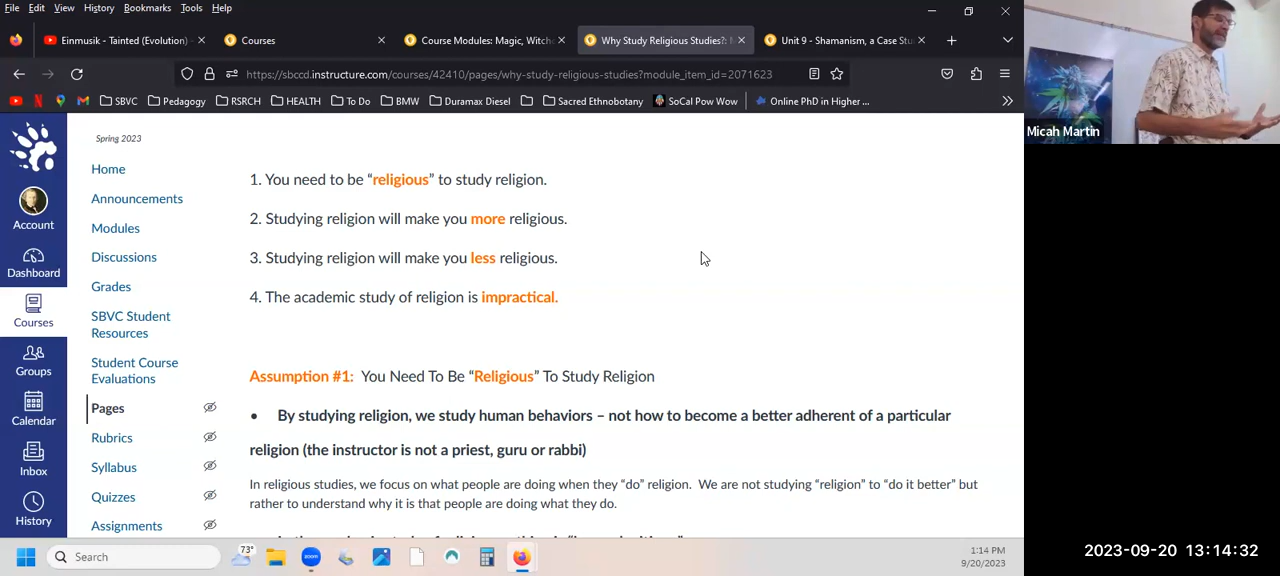 File Edit View History Bookmarks Tools Help
Einmusik - Tainted (Evolution) -
Courses
Course Modules: Magic, Witch
Why Study Religious Studies?:
Unit 9 - Shamanism, a Case Stu
https://sbccd.instructure.com/courses/42410/pages/why-study-religious-studies?module_item_id=2071623
SBVC Pedagogy RSRCH HEALTH To Do BMW Duramax Diesel Sacred Ethnobotany SoCal Pow Wow Online PhD in Higher ...
Micah Martin
Account
Dashboard
Courses
Groups
Calendar
Inbox
History
Spring 2023
Home
Announcements
Modules
Discussions
Grades
SBVC Student
Resources
Student Course
Evaluations
Pages
Rubrics
Syllabus
Quizzes
Assignments
1. You need to be “religious” to study religion.
2. Studying religion will make you more religious.
3. Studying religion will make you less religious.
4. The academic study of religion is impractical.
Assumption #1: You Need To Be “Religious” To Study Religion
• By studying religion, we study human behaviors – not how to become a better adherent of a particular
religion (the instructor is not a priest, guru or rabbi)
In religious studies, we focus on what people are doing when they “do” religion. We are not studying “religion” to “do it better” but
rather to understand why it is that people are doing what they do.
Search
73°
1:14 PM
9/20/2023
2023-09-20 13:14:32